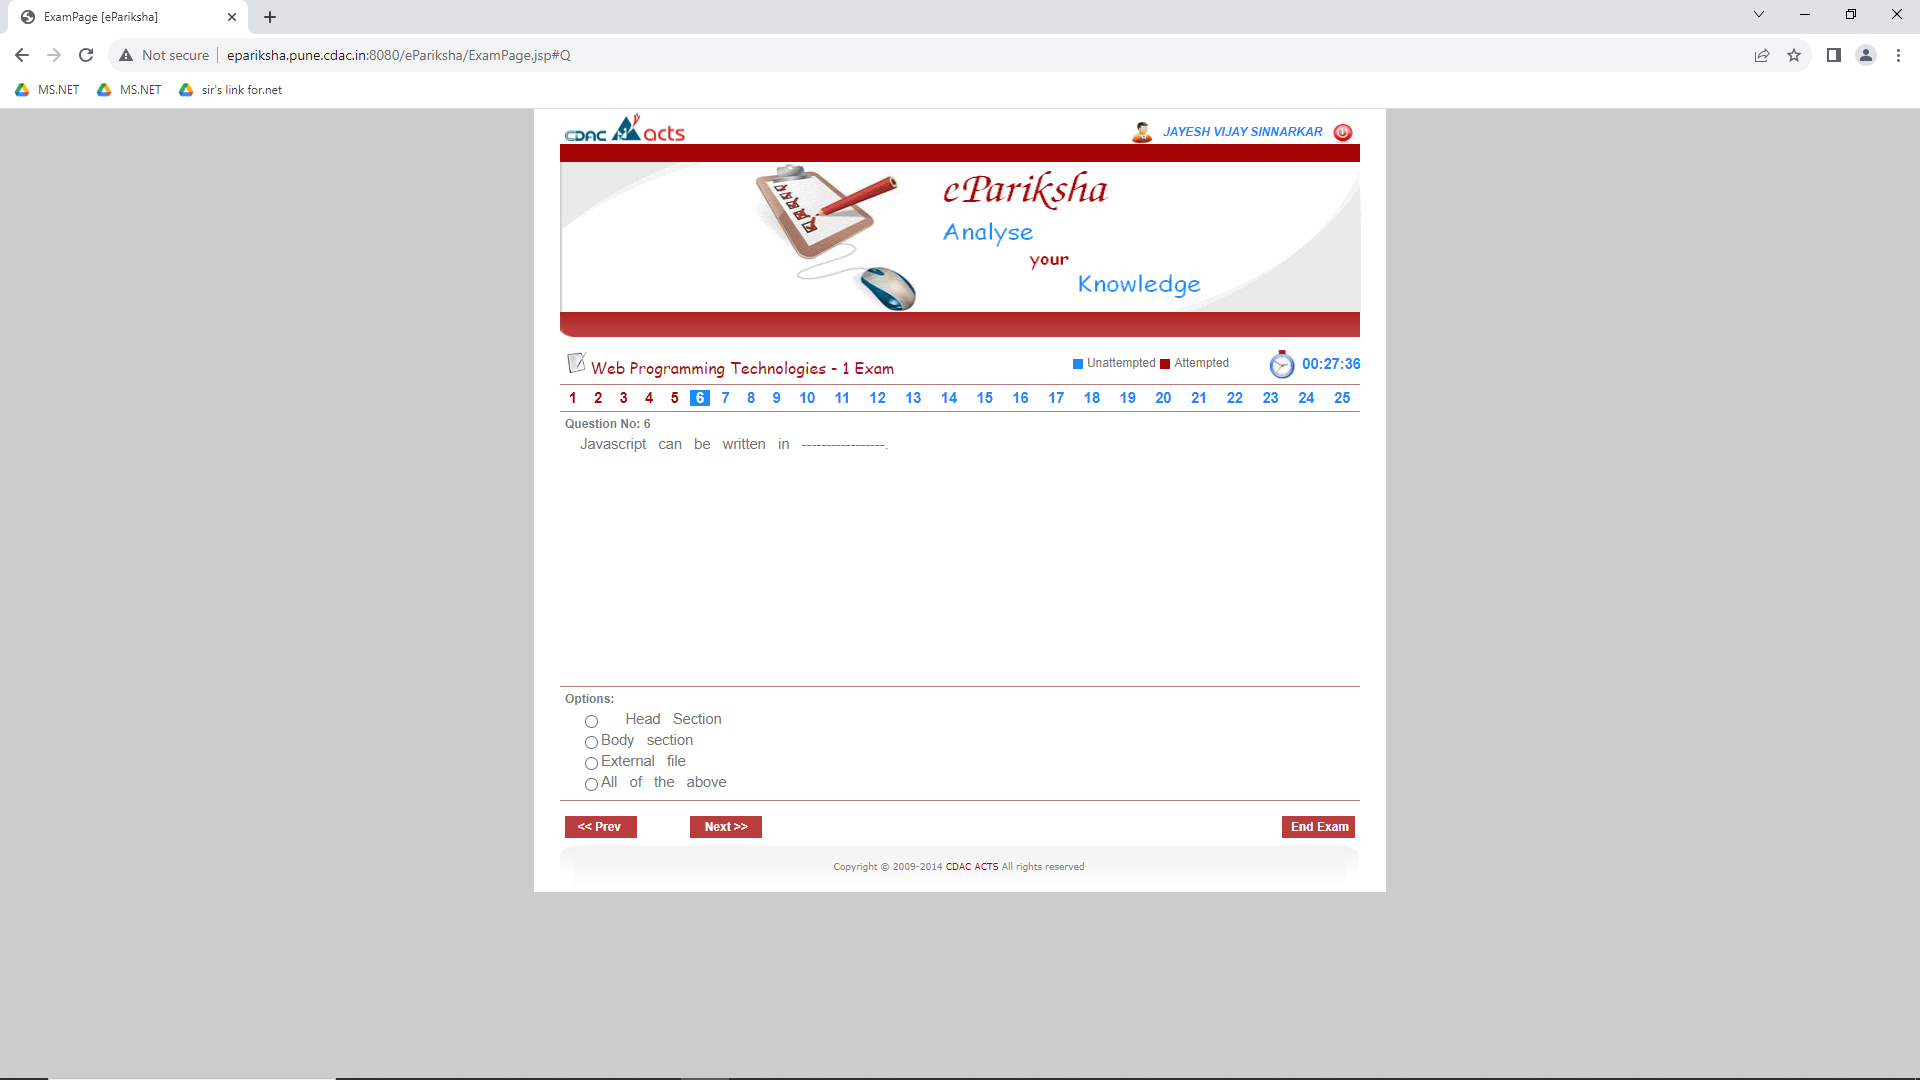 ExamPage [ePariksha]
Not secure epariksha.pune.cdac.in:8080/ePariksha/ExamPage.jsp#Q
MS.NET MS.NET sir's link for.net
CDAC acts JAYESH VIJAY SINNARKAR
ePariksha
Analyse
your
Knowledge
Web Programming Technologies - 1 Exam Unattempted Attempted 00:27:36
1 2 3 4 5 6 7 8 9 10 11 12 13 14 15 16 17 18 19 20 21 22 23 24 25
Question No: 6
Javascript can be written in -----------------.
Options:
Head Section
Body section
External file
All of the above
<< Prev Next >> End Exam
Copyright © 2009-2014 CDAC ACTS All rights reserved